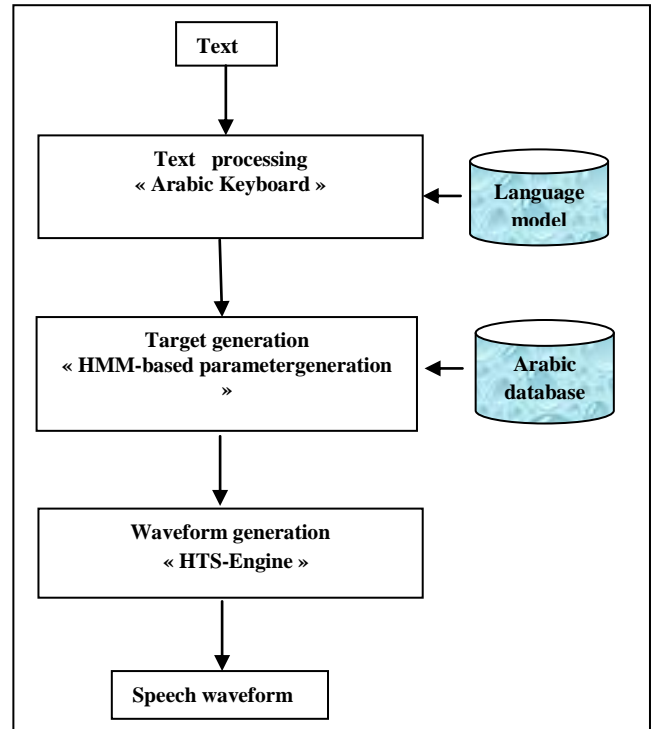 Text
Text processing
« Arabic Keyboard »
Language
model
Target generation
« HMM-based parametergeneration
»
Arabic
database
Waveform generation
« HTS-Engine »
Speech waveform